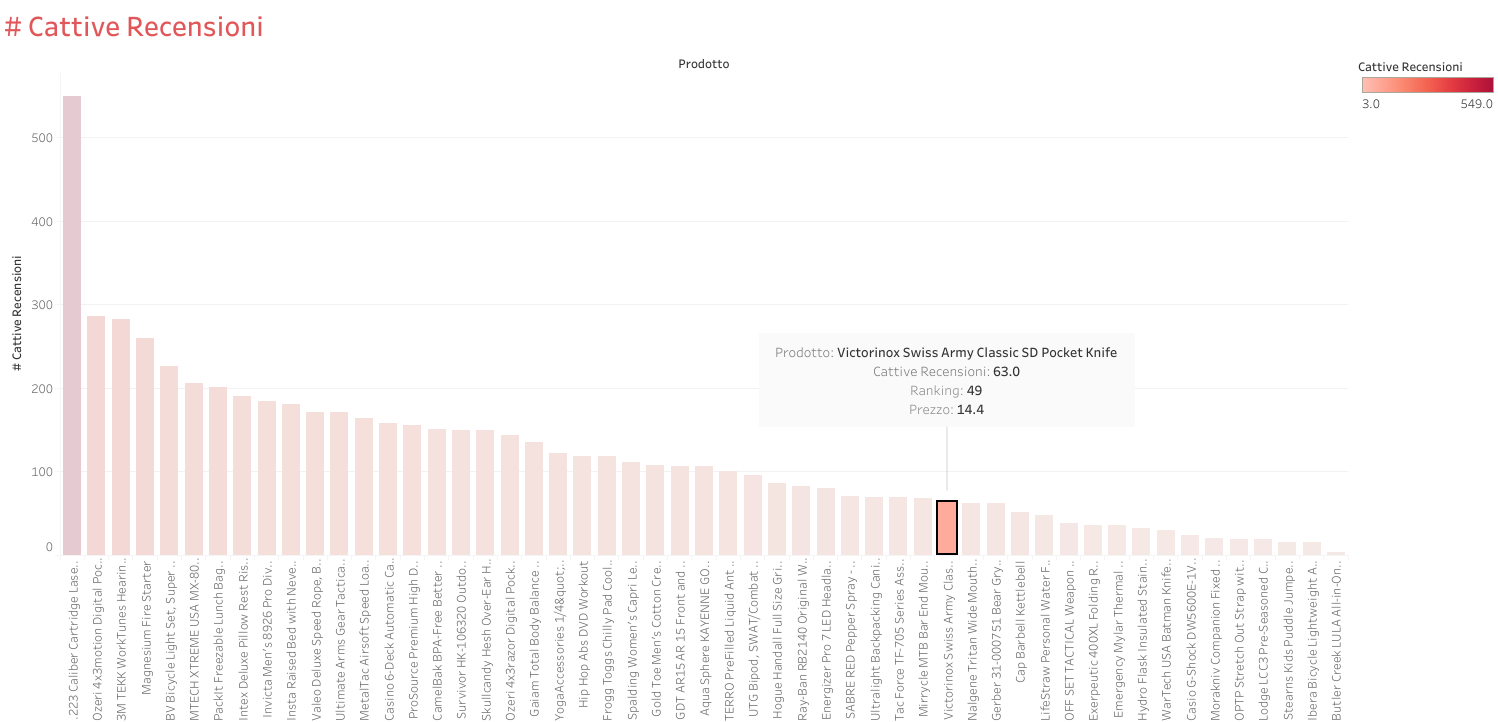 # Cattive Recensioni
Prodotto
Cattive Recensioni
3.0 549.0
# Cattive Recensioni
500
400
300
200
100
0
Prodotto: Victorinox Swiss Army Classic SD Pocket Knife
Cattive Recensioni: 63.0
Ranking: 49
Prezzo: 14.4
.223 Caliber Cartridge Lase..
Ozeri 4x3motion Digital Poc..
3M TEKK WorkTunes Hearin..
Magnesium Fire Starter
BV Bicycle Light Set, Super ..
MTECH XTREME USA MX-80..
PackIt Freezable Lunch Bag..
Intex Deluxe Pillow Rest Ris..
Invicta Men's 8926 Pro Div..
Insta Raised Bed with Neve..
Valeo Deluxe Speed Rope, B..
Ultimate Arms Gear Tactica..
MetalTac Airsoft Speed Loa..
Casino 6-Deck Automatic Ca..
ProSource Premium High D..
CamelBak BPA-Free Better ..
Survivor HK-106320 Outdo..
Skullcandy Hesh Over-Ear H..
Ozeri 4x3razor Digital Pock..
Gaiam Total Body Balance ..
YogaAccessories 1/4&quot;..
Hip Hop Abs DVD Workout
Frogg Toggs Chilly Pad Cool..
Spalding Women's Capri Le..
Gold Toe Men's Cotton Cre..
GDT AR15 AR 15 Front and ..
Aqua Sphere KAYENNE GO..
TERRO PreFilled Liquid Ant ..
UTG Bipod, SWAT/Combat ..
Hogue Handall Full Size Gri..
Ray-Ban RB2140 Original W..
Energizer Pro 7 LED Headla..
SABRE RED Pepper Spray - ..
Ultralight Backpacking Cani..
Tac Force TF-705 Series Ass..
Mirrycle MTB Bar End Mou..
Victorinox Swiss Army Clas..
Nalgene Tritan Wide Mouth..
Gerber 31-000751 Bear Gry..
Cap Barbell Kettlebell
LifeStraw Personal Water F..
OFF SET TACTICAL Weapon ..
Exerpeutic 400XL Folding R..
Emergency Mylar Thermal ..
Hydro Flask Insulated Stain..
WarTech USA Batman Knife..
Casio G-Shock DW5600E-1V..
Morakniv Companion Fixed..
OPTP Stretch Out Strap wit..
Lodge LCC3 Pre-Seasoned C..
Stearns Kids Puddle Jumpe..
Ibera Bicycle Lightweight A..
Butler Creek LULA All-in-On..